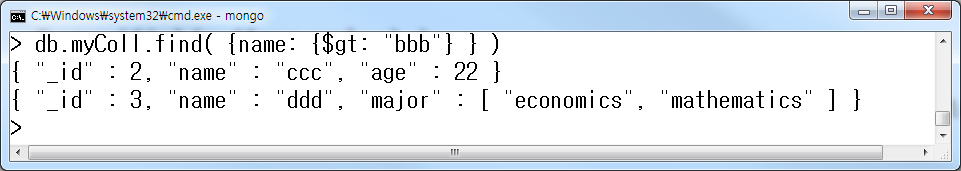 C:₩Windows₩system32₩cmd.exe - mongo
> db.myColl.find( {name: {$gt: "bbb"} } )
{ "_id" : 2, "name" : "ccc", "age" : 22 }
{ "_id" : 3, "name" : "ddd", "major" : [ "economics", "mathematics" ] }
>